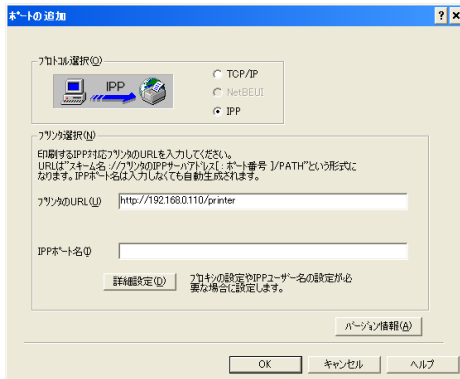 ﾎﾟｰﾄの追加
ﾌﾟﾛﾄｺﾙ選択(O)
IPP
TCP/IP
NetBEUI
IPP
ﾌﾟﾘﾝﾀ選択(N)
印刷するIPP対応ﾌﾟﾘﾝﾀのURLを入力してください。
URLは"ｽｷｰﾑ名://ﾌﾟﾘﾝﾀのIPPｻｰﾊﾞｱﾄﾞﾚｽ[:ﾎﾟｰﾄ番号]/PATH"という形式に
なります。IPPﾎﾟｰﾄ名は入力しなくても自動生成されます。
ﾌﾟﾘﾝﾀのURL(U)
http://192.168.0.110/printer
IPPﾎﾟｰﾄ名(I)
詳細設定(D)
ﾌﾟﾛｷｼの設定やIPPﾕｰｻﾞｰ名の設定が必
要な場合に設定します。
ﾊﾞｰｼﾞｮﾝ情報(A)
OK
ｷｬﾝｾﾙ
ﾍﾙﾌﾟ